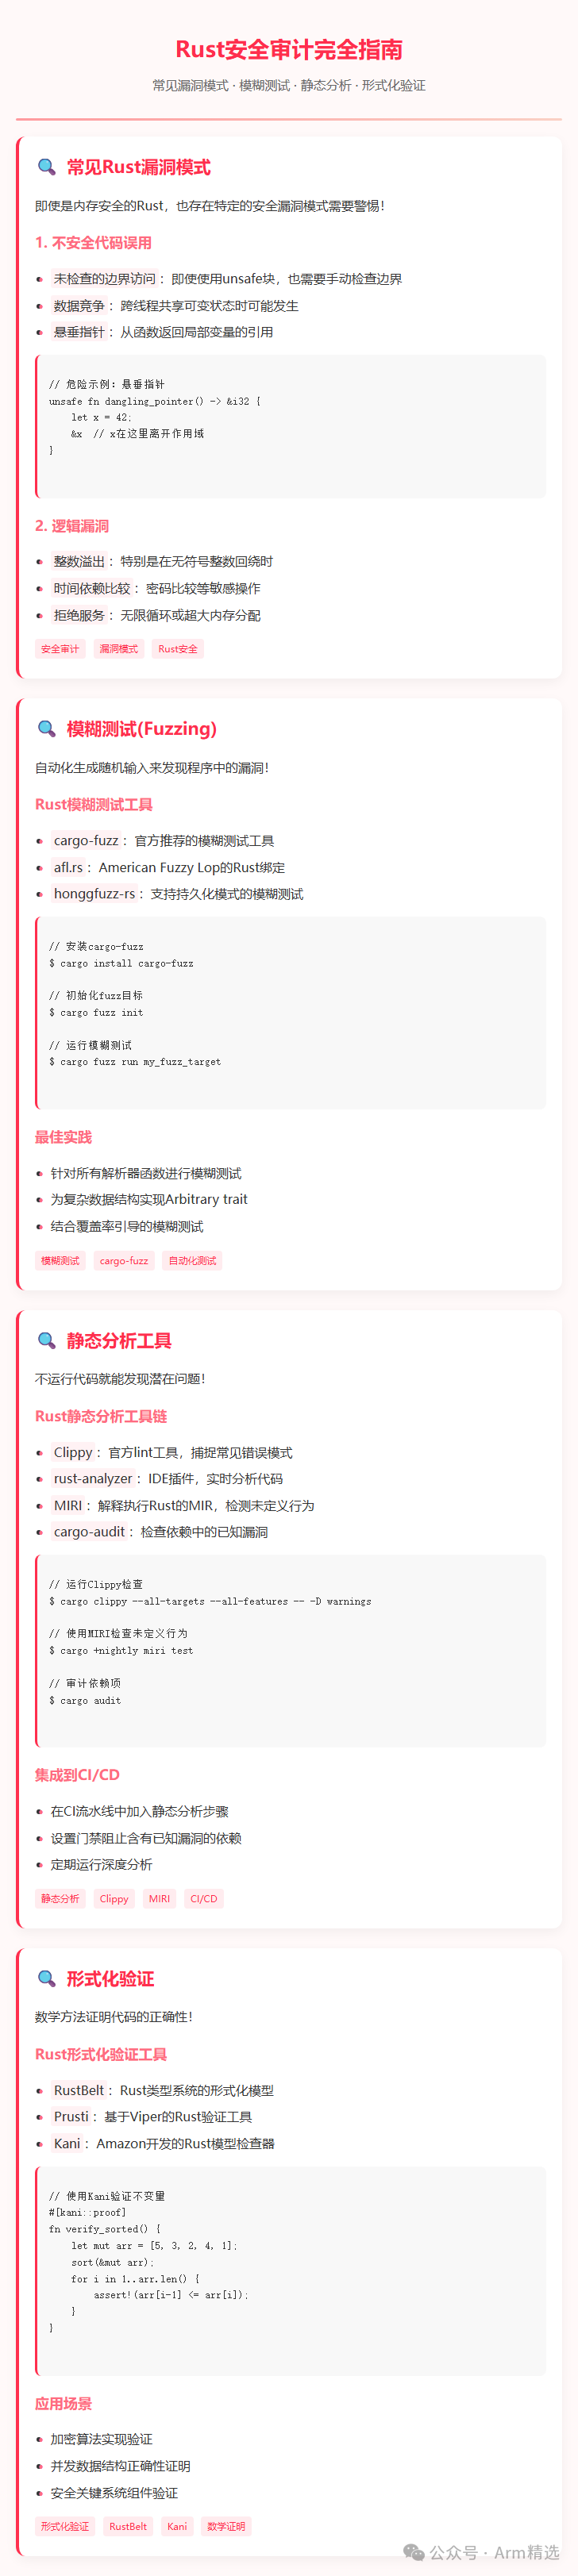 Rust安全审计完全指南
常见漏洞模式 · 模糊测试 · 静态分析 · 形式化验证
常见Rust漏洞模式
即使是内存安全的Rust，也存在特定的安全漏洞模式需要警惕！
1. 不安全代码误用
未检查的边界访问：即使使用unsafe块，也需要手动检查边界
数据竞争：跨线程共享可变状态时可能发生
悬垂指针：从函数返回局部变量的引用
// 危险示例：悬垂指针
unsafe fn dangling_pointer() -> &i32 {
    let x = 42;
    &x  // x在这里离开作用域
}
2. 逻辑漏洞
整数溢出：特别是在无符号整数回绕时
时间依赖比较：密码比较等敏感操作
拒绝服务：无限循环或超大内存分配
安全审计 漏洞模式 Rust安全
模糊测试(Fuzzing)
自动化生成随机输入来发现程序中的漏洞！
Rust模糊测试工具
cargo-fuzz：官方推荐的模糊测试工具
afl.rs：American Fuzzy Lop的Rust绑定
honggfuzz-rs：支持持久化模式的模糊测试
// 安装cargo-fuzz
$ cargo install cargo-fuzz
// 初始化fuzz目标
$ cargo fuzz init
// 运行模糊测试
$ cargo fuzz run my_fuzz_target
最佳实践
针对所有解析器函数进行模糊测试
为复杂数据结构实现Arbitrary trait
结合覆盖率引导的模糊测试
模糊测试 cargo-fuzz 自动化测试
静态分析工具
不运行代码就能发现潜在问题！
Rust静态分析工具链
Clippy：官方lint工具，捕捉常见错误模式
rust-analyzer：IDE插件，实时分析代码
MIRI：解释执行Rust的MIR，检测未定义行为
cargo-audit：检查依赖中的已知漏洞
// 运行Clippy检查
$ cargo clippy --all-targets --all-features -- -D warnings
// 使用MIRI检查未定义行为
$ cargo +nightly miri test
// 审计依赖项
$ cargo audit
集成到CI/CD
在CI流水线中加入静态分析步骤
设置门禁阻止含有已知漏洞的依赖
定期运行深度分析
静态分析 Clippy MIRI CI/CD
形式化验证
数学方法证明代码的正确性！
Rust形式化验证工具
RustBelt：Rust类型系统的形式化模型
Prusti：基于Viper的Rust验证工具
Kani：Amazon开发的Rust模型检查器
// 使用Kani验证不变量
#[kani::proof]
fn verify_sorted() {
    let mut arr = [5, 3, 2, 4, 1];
    sort(&mut arr);
    for i in 1..arr.len() {
        assert!(arr[i-1] <= arr[i]);
    }
}
应用场景
加密算法实现验证
并发数据结构正确性证明
安全关键系统组件验证
形式化验证 RustBelt Kani 数学证明
公众号 · Arm精选